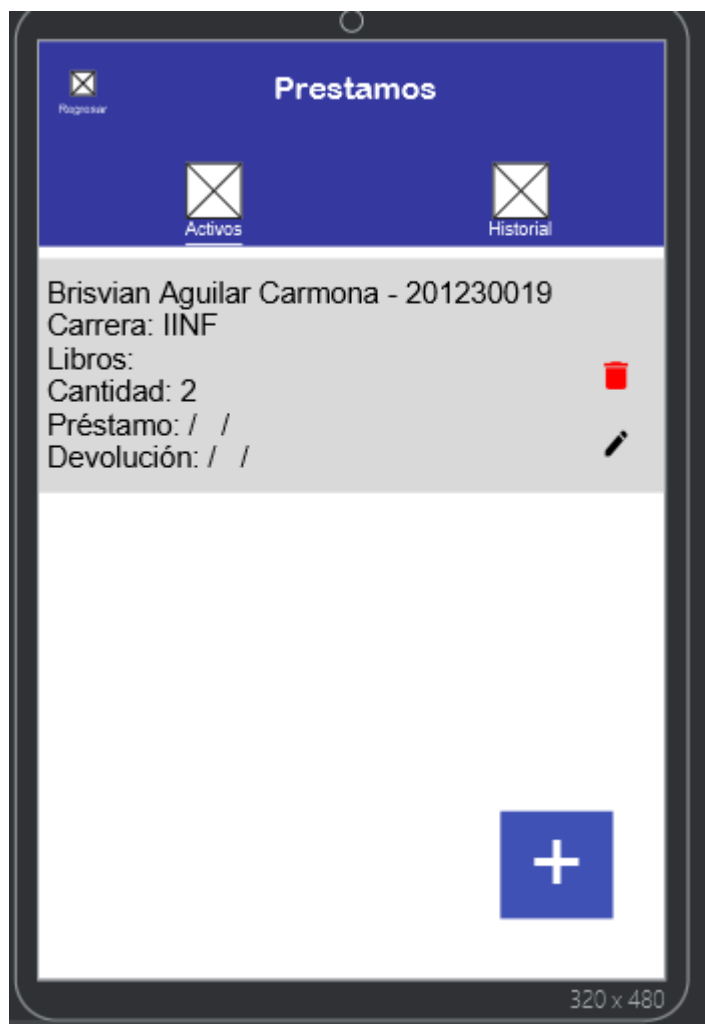 Prestamos
Regresar
Activos
Historial
Brisvian Aguilar Carmona - 201230019
Carrera: IINF
Libros:
Cantidad: 2
Préstamo: / /
Devolución: / /
+
320 x 480